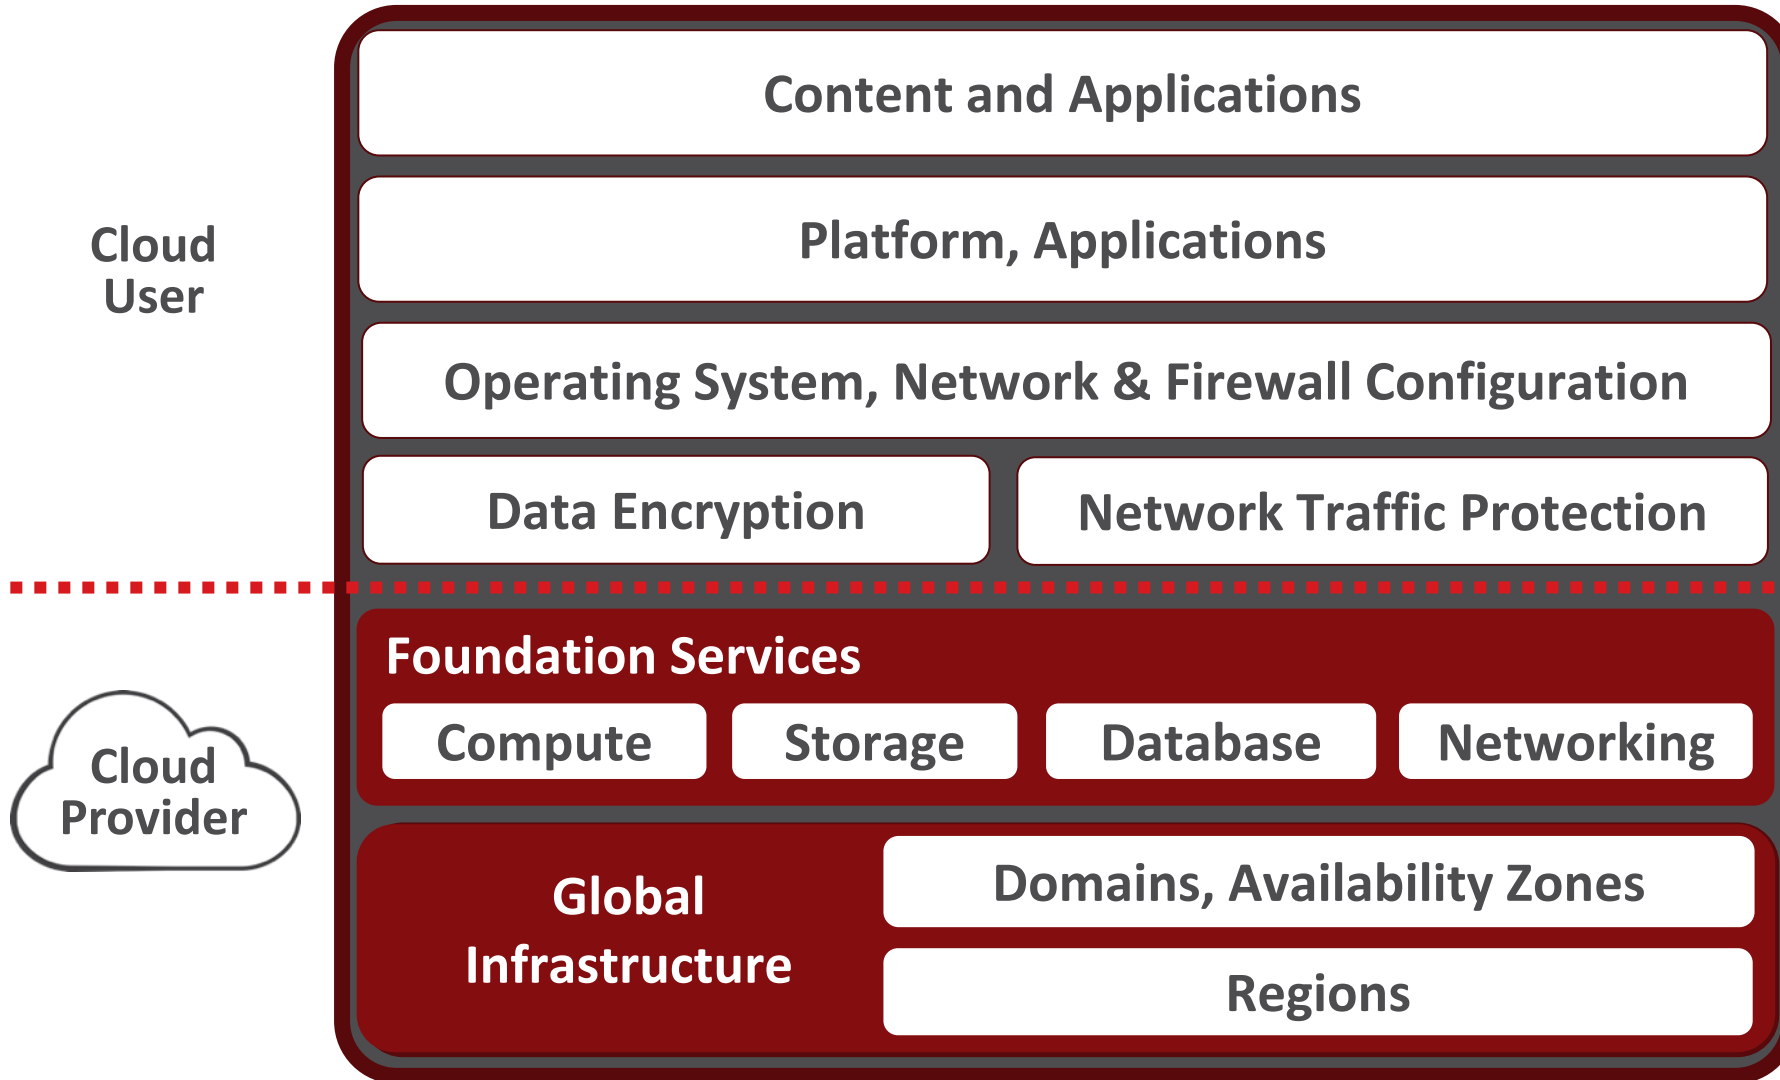 Content and Applications
Platform, Applications
Cloud
User
Operating System, Network & Firewall Configuration
Data Encryption
Network Traffic Protection
Foundation Services
Compute
Storage
Database
Networking
Cloud
Provider
Global
Infrastructure
Domains, Availability Zones
Regions